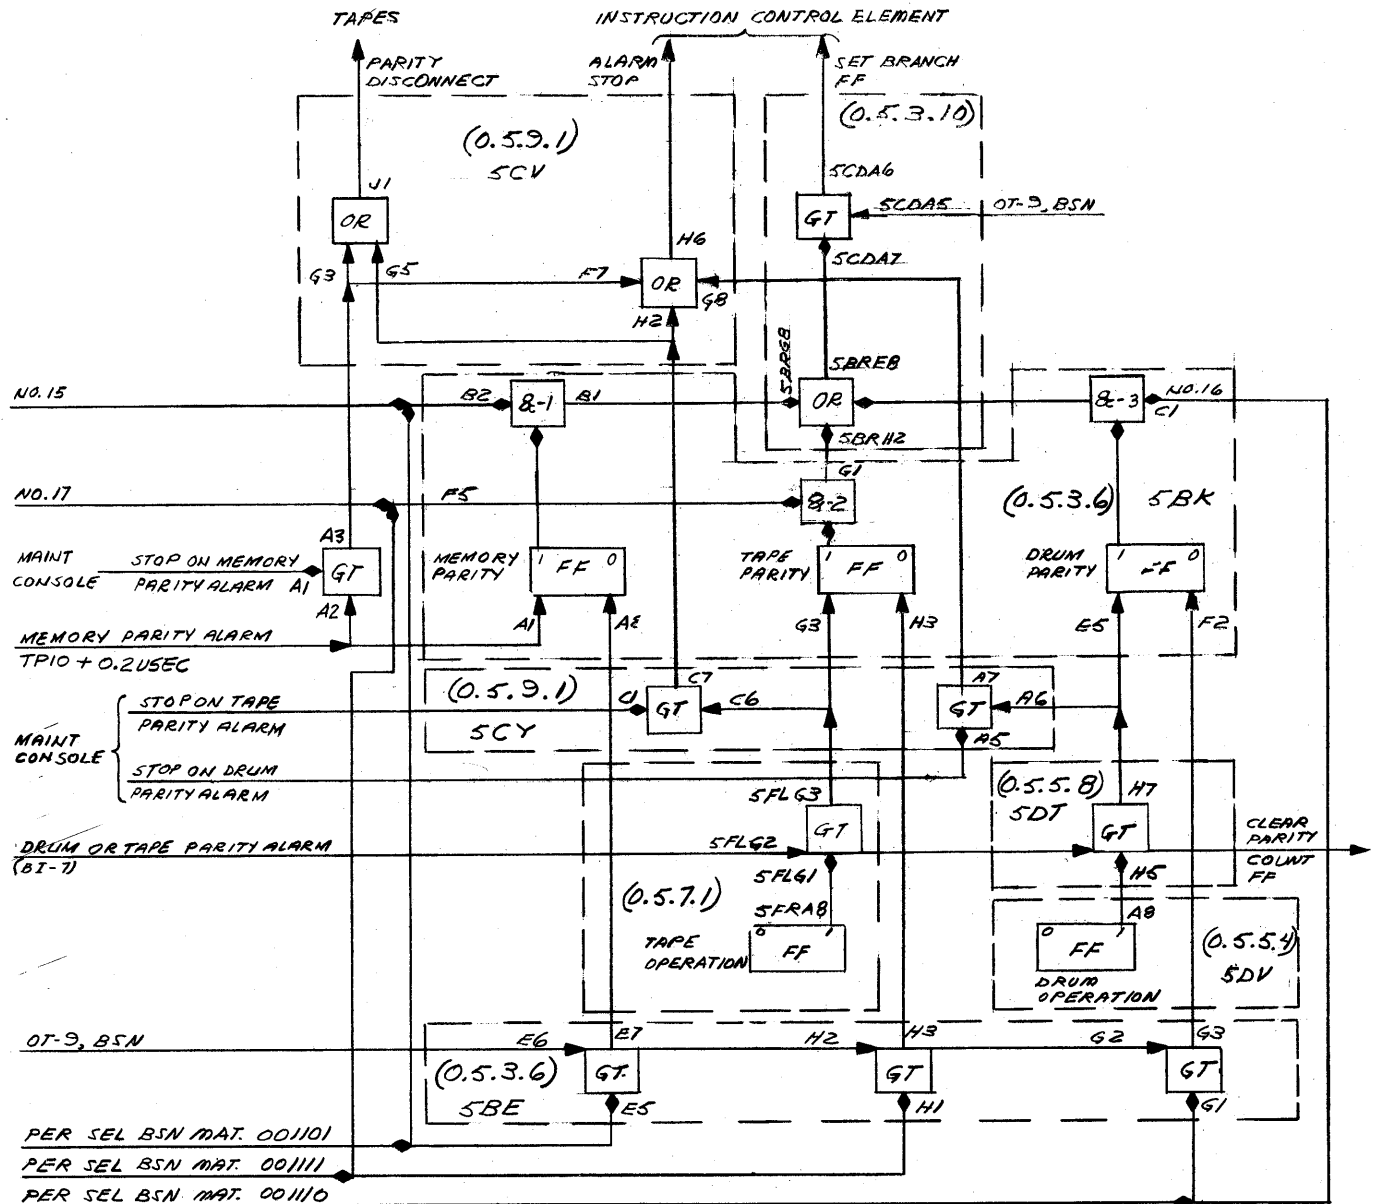 TAPES
INSTRUCTION CONTROL ELEMENT
PARITY
DISCONNECT
ALARM
STOP
SET BRANCH
FF
(0.5.9.1)
5CV
(0.5.3.10)
J1
OR
5CDA6
GT
5CDA5
OT-9, BSN
G3
G5
F7
H6
OR
G8
H2
5CDA7
5BRG8
5BRE8
NO.15
B2
&-1
B1
OR
&-3
NO.16
C1
5BRH2
G1
NO.17
F5
&-2
(0.5.3.6)
5BK
A3
MAINT
CONSOLE
STOP ON MEMORY
PARITY ALARM
A1
GT
A2
MEMORY
PARITY
1 FF 0
TAPE
PARITY
1 FF 0
DRUM
PARITY
1 FF 0
A1
G3
H3
E5
F2
MEMORY PARITY ALARM
TP10 + 0.2USEC
(0.5.9.1)
5CY
C7
C1
GT
C6
A7
GT
A6
A5
MAINT
CONSOLE
STOP ON TAPE
PARITY ALARM
STOP ON DRUM
PARITY ALARM
5FLG3
GT
(0.5.5.8)
5DT
H7
GT
DRUM OR TAPE PARITY ALARM
(BI-7)
5FLG2
5FLG1
H5
CLEAR
PARITY
COUNT
FF
(0.5.7.1)
5FRA8
0 FF 1
TAPE
OPERATION
A8
0 FF 1
DRUM
OPERATION
(0.5.5.4)
5DV
OT-9, BSN
E6
E7
H2
H3
G2
G3
(0.5.3.6)
5BE
GT
GT
GT
E5
H1
G1
PER SEL BSN MAT. 001101
PER SEL BSN MAT. 001111
PER SEL BSN MAT. 001110